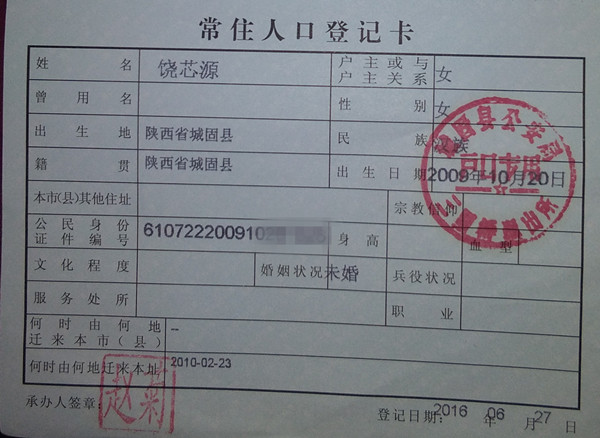 常住人口登记卡
姓名 饶芯源 户主或与户主关系 女
曾用名 性别 女
出生地 陕西省城固县 民族 汉族
籍贯 陕西省城固县 出生日期 2009年10月20日
本市(县)其他住址 宗教信仰
公民身份证件编号 6107222009102 身高 血型
文化程度 婚姻状况 未婚 兵役状况
服务处所 职业
何时由何地迁来本市(县) --
何时由何地迁来本址 2010-02-23
承办人签章: 赵菊
登记日期: 2016 年 06 月 27 日
户口专用